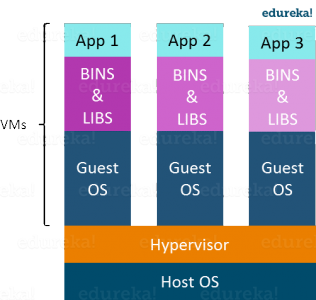 edureka!
App 1
App 2
App 3
BINS
&
LIBS
BINS
&
LIBS
BINS
&
LIBS
VMs
Guest
OS
Guest
OS
Guest
OS
Hypervisor
Host OS